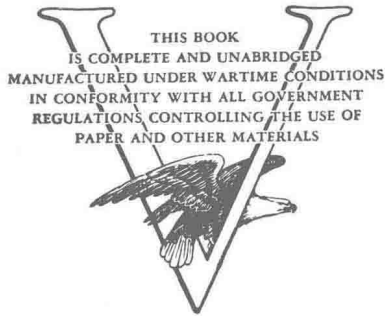 THIS BOOK
IS COMPLETE AND UNABRIDGED
MANUFACTURED UNDER WARTIME CONDITIONS
IN CONFORMITY WITH ALL GOVERNMENT
REGULATIONS CONTROLLING THE USE OF
PAPER AND OTHER MATERIALS